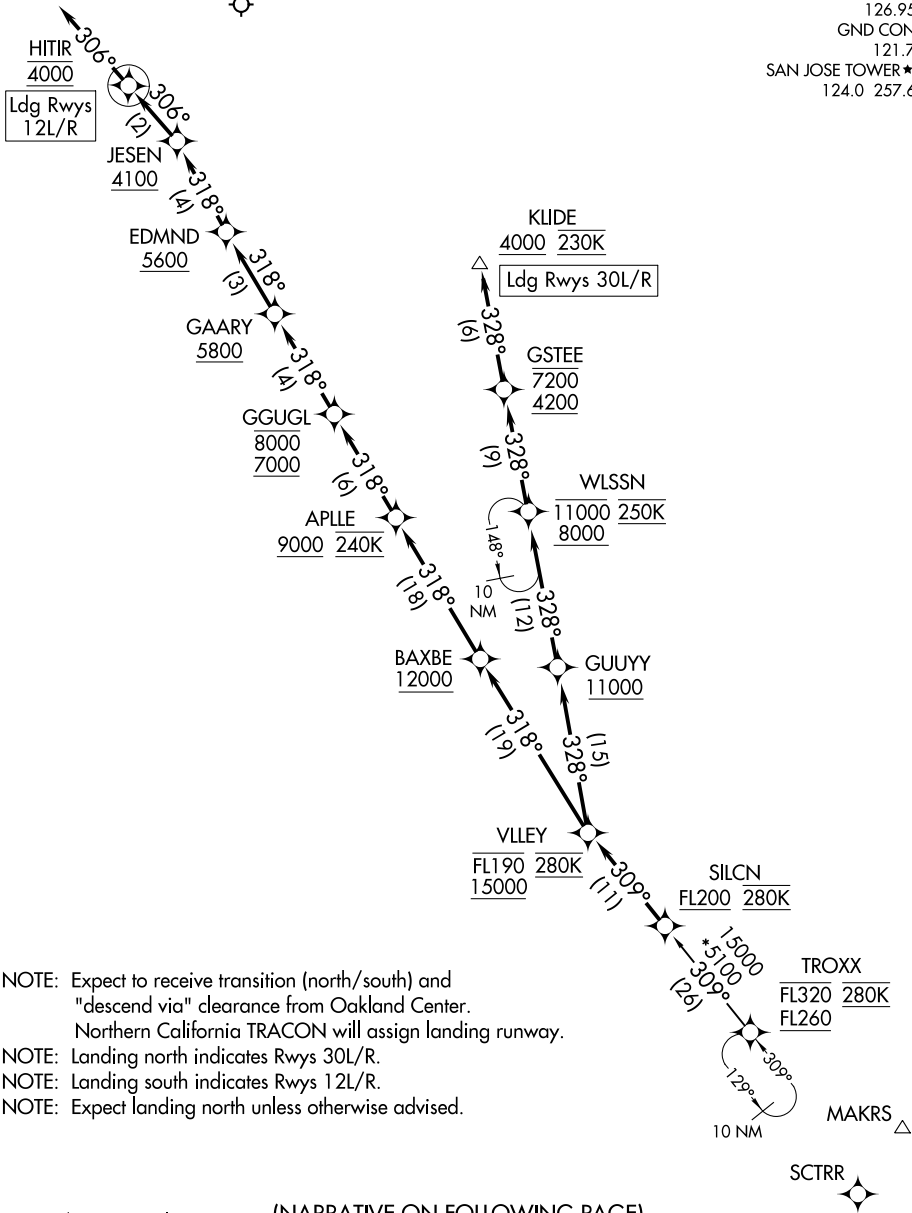 126.95
GND CON
121.7
SAN JOSE TOWER★
124.0 257.6
306°
HITIR
4000
Ldg Rwys
12L/R
306°
(2)
JESEN
4100
318°
(4)
EDMND
5600
318°
(3)
GAARY
5800
318°
(4)
GGUGL
8000
7000
318°
(6)
APLLE
9000 240K
318°
(18)
BAXBE
12000
318°
(19)
KLIDE
4000 230K
Ldg Rwys 30L/R
328°
(6)
GSTEE
7200
4200
328°
(9)
WLSSN
11000 250K
8000
148°
10
NM
328°
(12)
GUUYY
11000
328°
(15)
VLLEY
FL190 280K
15000
309°
(11)
SILCN
FL200 280K
15000
*5100
309°
(26)
TROXX
FL320 280K
FL260
309°
129°
10 NM
MAKRS
SCTRR
NOTE: Expect to receive transition (north/south) and
"descend via" clearance from Oakland Center.
Northern California TRACON will assign landing runway.
NOTE: Landing north indicates Rwys 30L/R.
NOTE: Landing south indicates Rwys 12L/R.
NOTE: Expect landing north unless otherwise advised.
(NARRATIVE ON FOLLOWING PAGE)